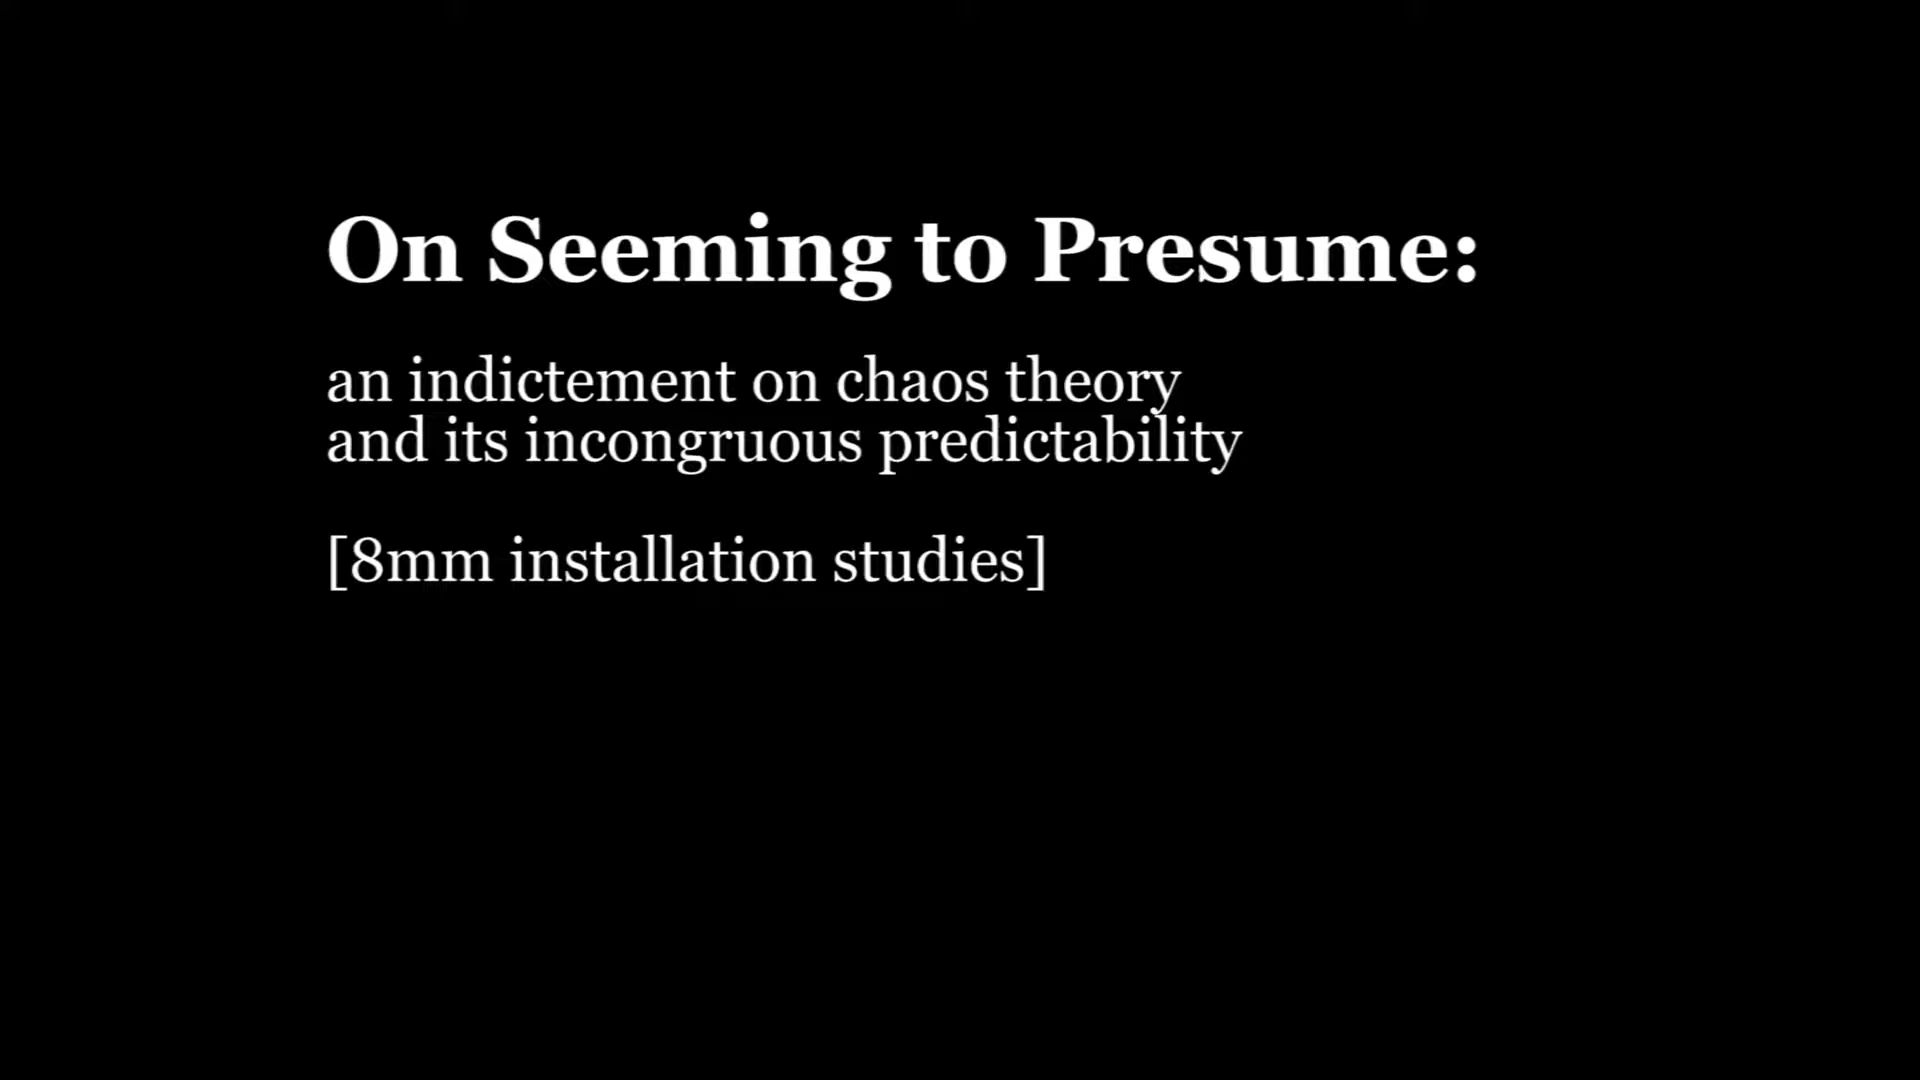 On Seeming to Presume:
an indictement on chaos theory
and its incongruous predictability
[8mm installation studies]